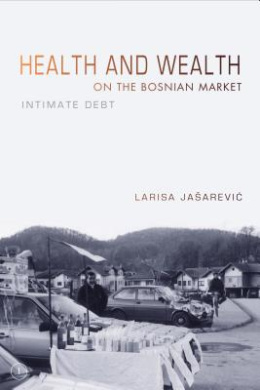 HEALTH AND WEALTH
ON THE BOSNIAN MARKET
INTIMATE DEBT
LARISA JAŠAREVIĆ